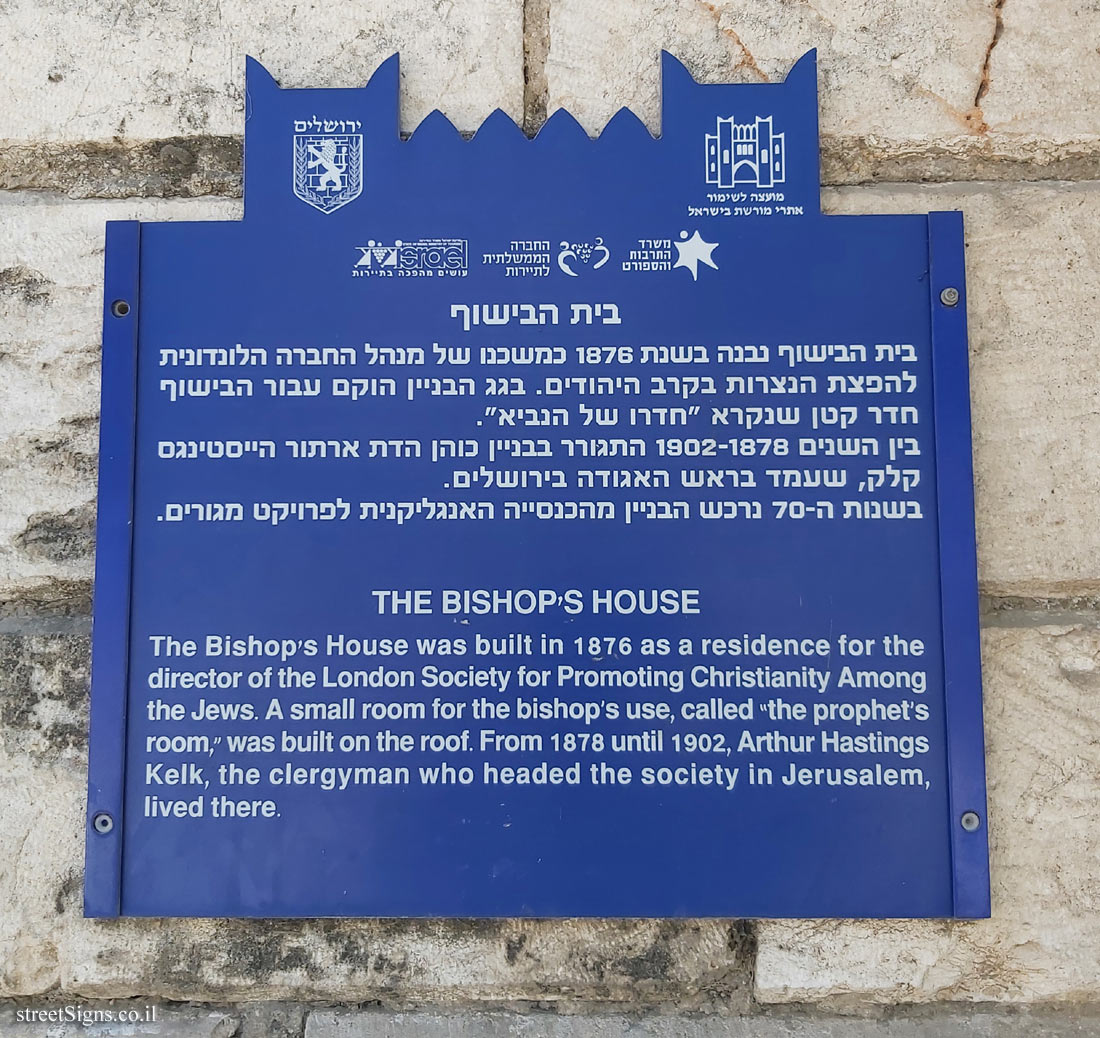 ירושלים
מועצה לשימור
אתרי מורשת בישראל
משרד
התרבות
והספורט
החברה
הממשלתית
לתיירות
israel
עושים מהפכה בתיירות
בית הבישוף
בית הבישוף נבנה בשנת 1876 כמשכנו של מנהל החברה הלונדונית
להפצת הנצרות בקרב היהודים. בגג הבניין הוקם עבור הבישוף
חדר קטן שנקרא "חדרו של הנביא".
בין השנים 1902-1878 התגורר בבניין כוהן הדת ארתור הייסטינגס
קלק, שעמד בראש האגודה בירושלים.
בשנות ה-70 נרכש הבניין מהכנסייה האנגליקנית לפרויקט מגורים.
THE BISHOP'S HOUSE
The Bishop's House was built in 1876 as a residence for the
director of the London Society for Promoting Christianity Among
the Jews. A small room for the bishop's use, called "the prophet's
room," was built on the roof. From 1878 until 1902, Arthur Hastings
Kelk, the clergyman who headed the society in Jerusalem,
lived there.
streetSigns.co.il